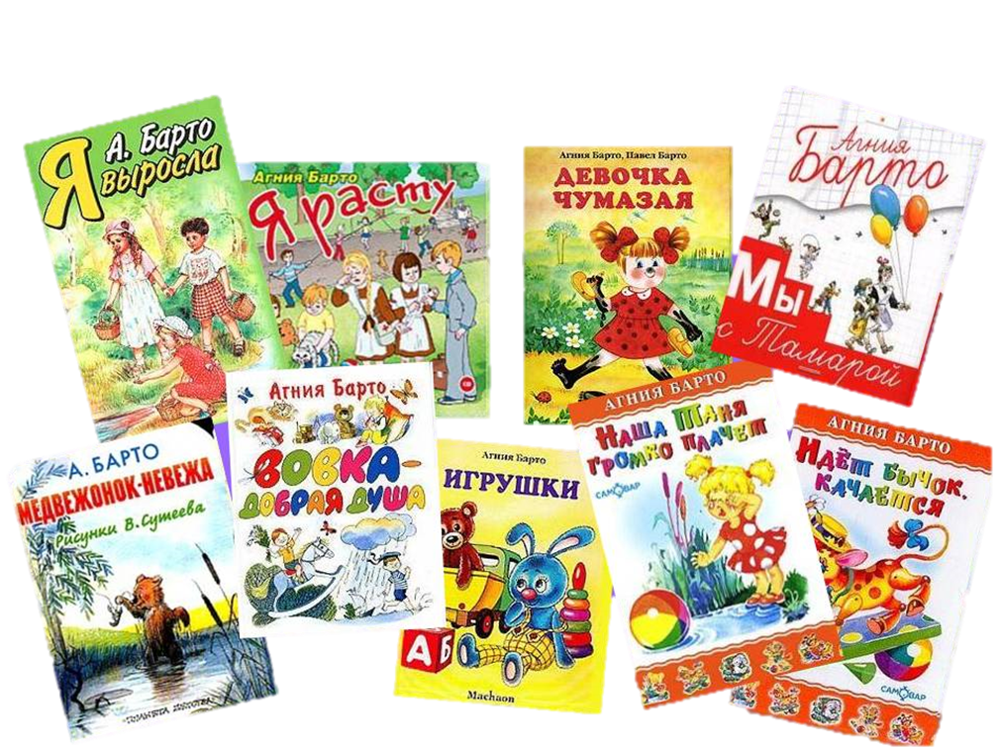 А. Барто
Я выросла
Агния Барто
Я расту
Агния Барто, Павел Барто
ДЕВОЧКА
ЧУМАЗАЯ
Агния
Барто
Мы
с Тамарой
А. БАРТО
МЕДВЕЖОНОК-НЕВЕЖА
Рисунки В. Сутеева
Агния Барто
ВОВКА-
ДОБРАЯ ДУША
Агния Барто
ИГРУШКИ
А Б
Machaon
АГНИЯ БАРТО
НАША ТАНЯ
ГРОМКО ПЛАЧЕТ
САМОВАР
АГНИЯ БАРТО
ИДЁТ БЫЧОК,
КАЧАЕТСЯ
САМОВАР